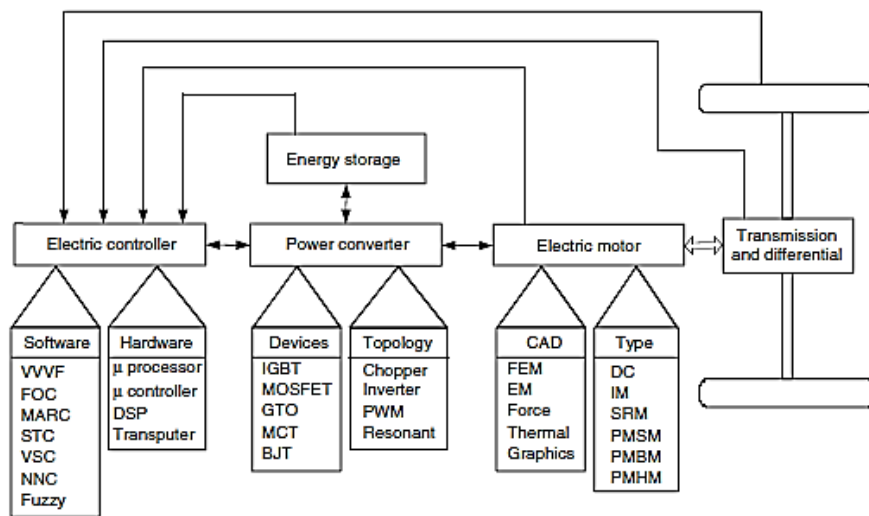 Energy storage
Electric controller
Power converter
Electric motor
Transmission
and differential
Software
VVVF
FOC
MARC
STC
VSC
NNC
Fuzzy
Hardware
μ processor
μ controller
DSP
Transputer
Devices
IGBT
MOSFET
GTO
MCT
BJT
Topology
Chopper
Inverter
PWM
Resonant
CAD
FEM
EM
Force
Thermal
Graphics
Type
DC
IM
SRM
PMSM
PMBM
PMHM